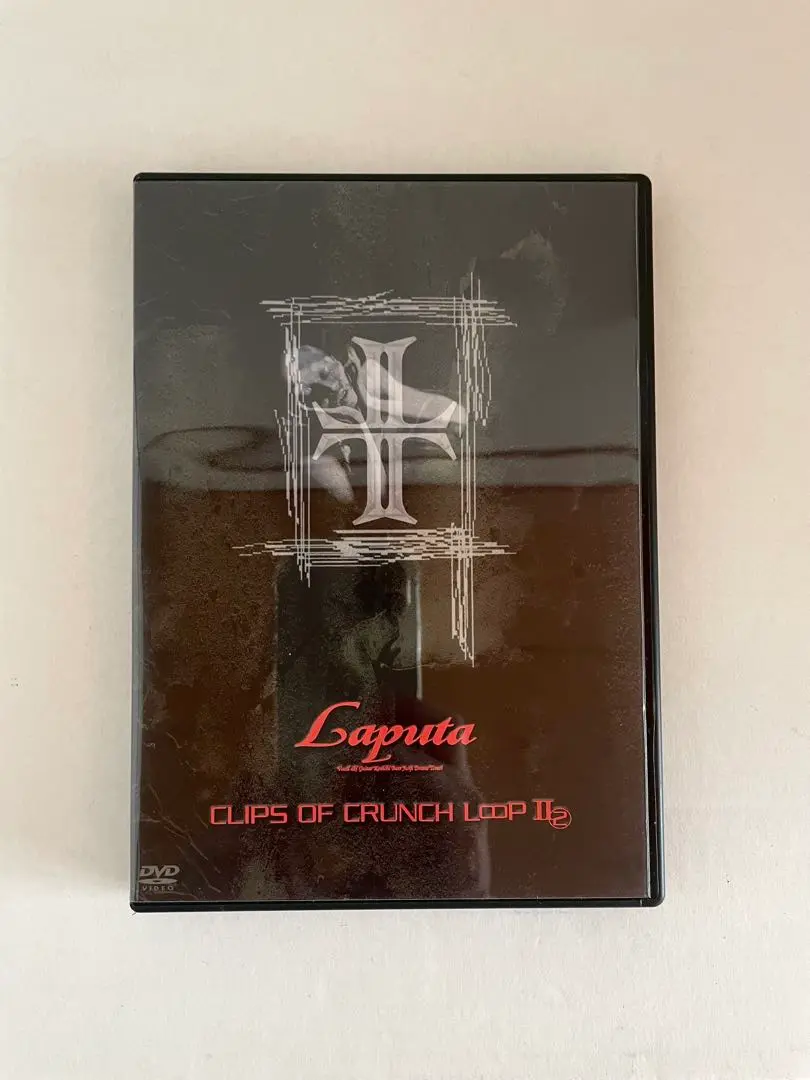 Laputa
CLIPS OF CRUNCH LOOP II②
DVD
VIDEO